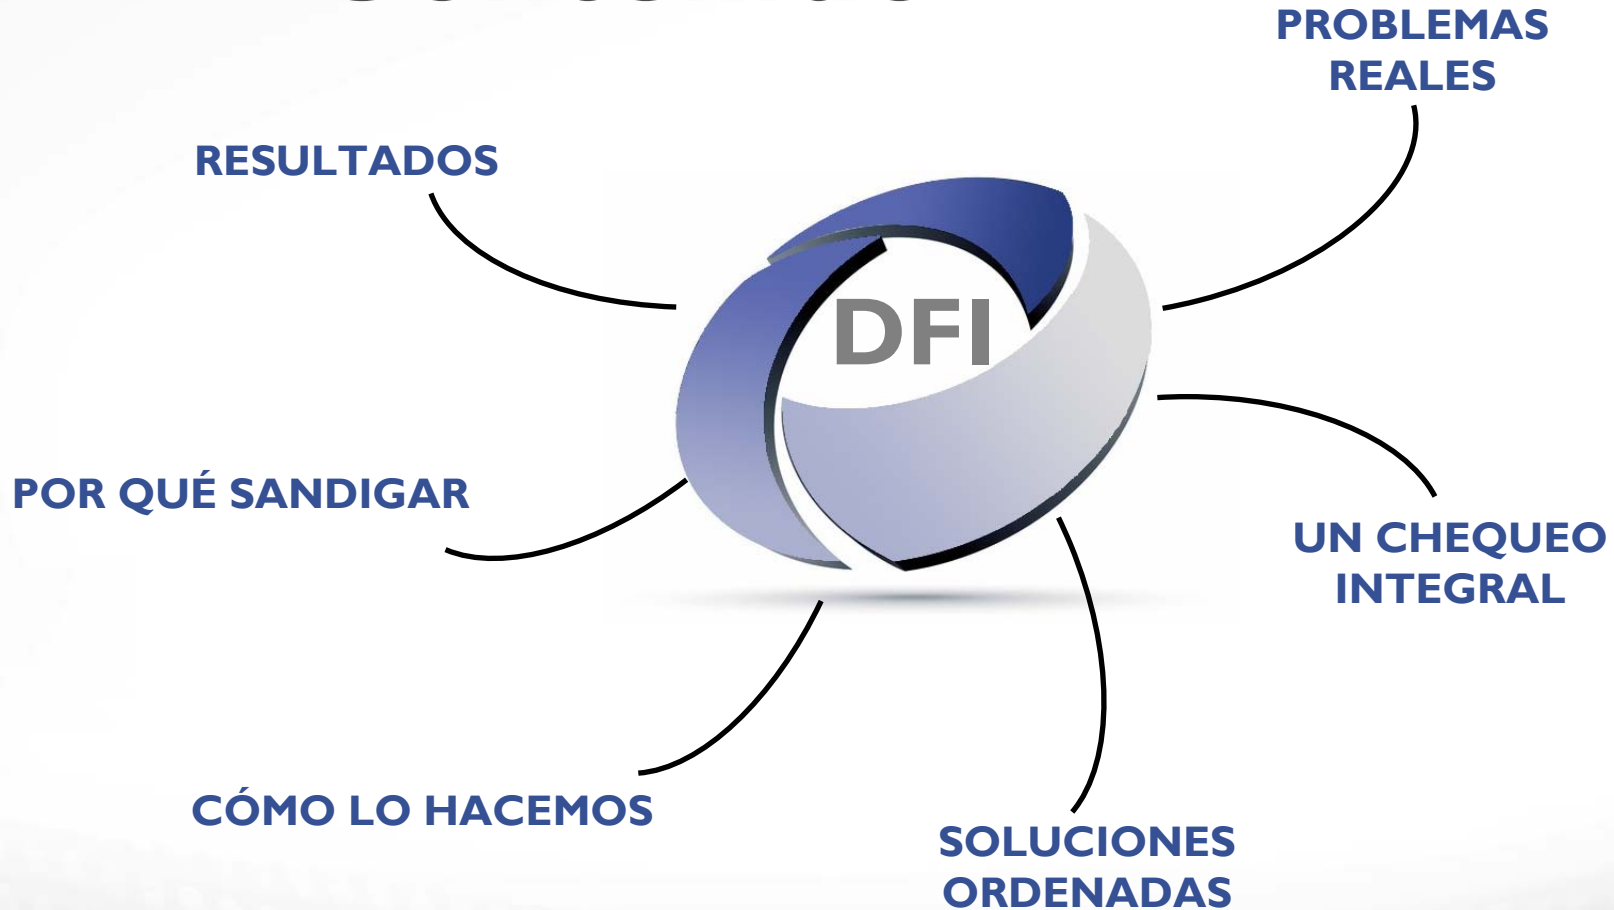 PROBLEMAS
REALES
RESULTADOS
DFI
POR QUÉ SANDIGAR
UN CHEQUEO
INTEGRAL
CÓMO LO HACEMOS
SOLUCIONES
ORDENADAS